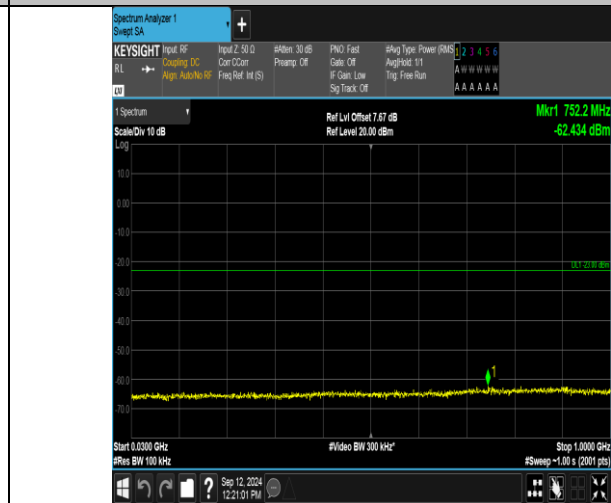 Spectrum Analyzer 1
Swept SA
+
KEYSIGHT
RL
LXI
Input: RF
Coupling: DC
Align: Auto/No RF
Input Z: 50 Ω
Corr CCorr
Freq Ref: Int (S)
#Atten: 30 dB
Preamp: Off
PNO: Fast
Gate: Off
IF Gain: Low
Sig Track: Off
#Avg Type: Power (RMS
Avg|Hold: 1/1
Trig: Free Run
1 2 3 4 5 6
A W W W W W
A A A A A A
1 Spectrum
Scale/Div 10 dB
Log
Ref Lvl Offset 7.67 dB
Ref Level 20.00 dBm
Mkr1 752.2 MHz
-62.434 dBm
10.0
0.00
-10.0
-20.0
DL1 -23.00 dBm
-30.0
-40.0
-50.0
-60.0
1
-70.0
Start 0.0300 GHz
#Res BW 100 kHz
#Video BW 300 kHz*
Stop 1.0000 GHz
#Sweep ~1.00 s (2001 pts)
?
Sep 12, 2024
12:21:01 PM